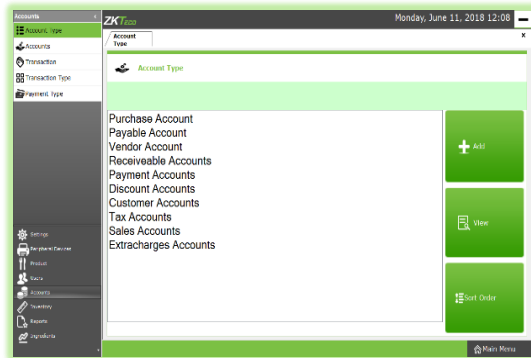 Accounts
Account Type
Accounts
Transaction
Transaction Type
Payment Type
Settings
Peripheral Devices
Product
Users
Accounts
Inventory
Reports
Ingredients
ZKTeco
Monday, June 11, 2018 12:08
Account
Type
x
Account Type
Purchase Account
Payable Account
Vendor Account
Receiveable Accounts
Payment Accounts
Discount Accounts
Customer Accounts
Tax Accounts
Sales Accounts
Extracharges Accounts
Add
View
Sort Order
Main Menu